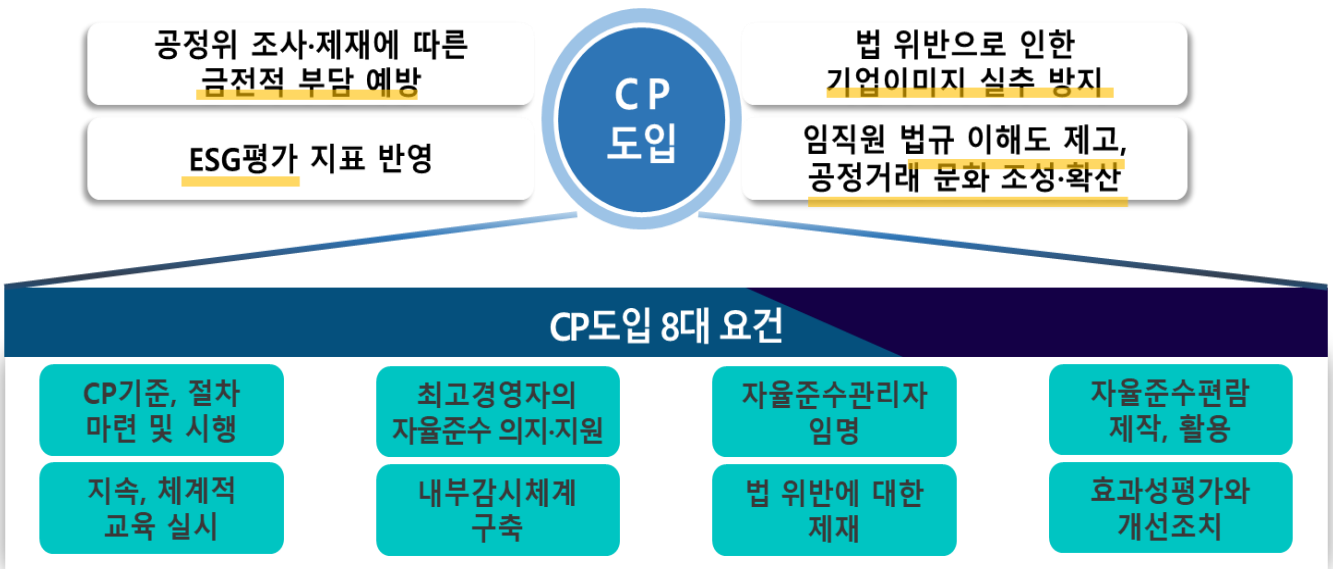 공정위 조사·제재에 따른
금전적 부담 예방
ESG평가 지표 반영
CP
도입
법 위반으로 인한
기업이미지 실추 방지
임직원 법규 이해도 제고,
공정거래 문화 조성·확산
CP도입 8대 요건
CP기준, 절차
마련 및 시행
최고경영자의
자율준수 의지·지원
자율준수관리자
임명
자율준수편람
제작, 활용
지속, 체계적
교육 실시
내부감시체계
구축
법 위반에 대한
제재
효과성평가와
개선조치